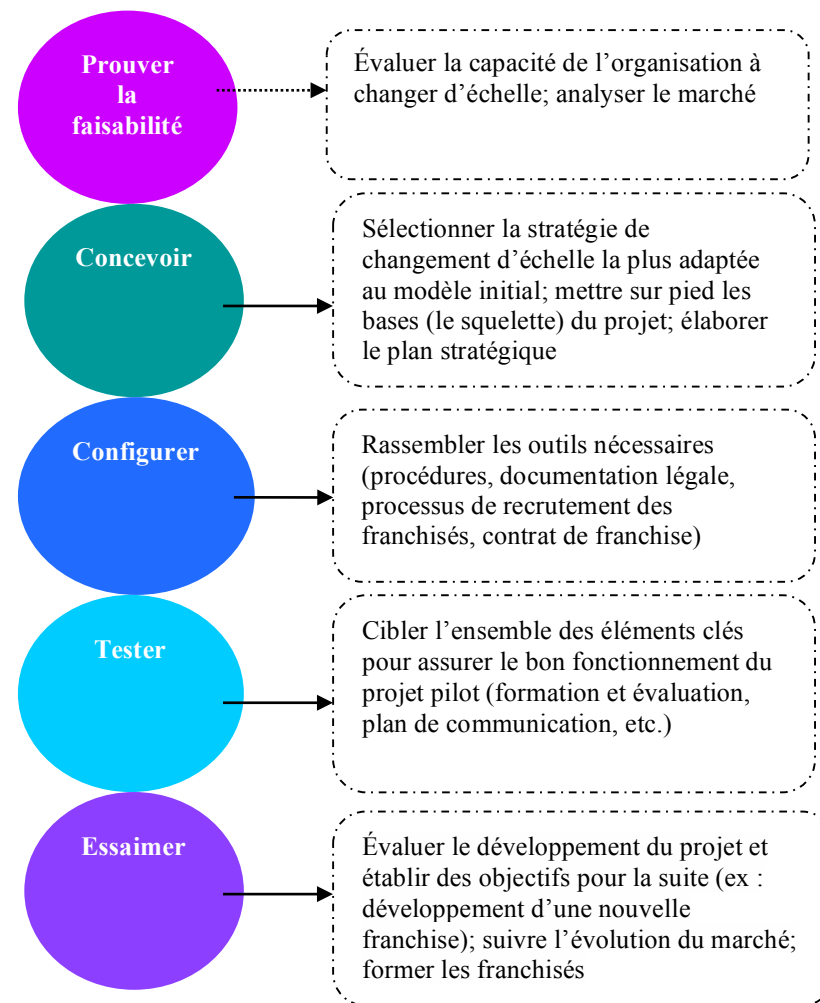 Prouver
la
faisabilité
Évaluer la capacité de l’organisation à
changer d’échelle; analyser le marché
Concevoir
Sélectionner la stratégie de
changement d’échelle la plus adaptée
au modèle initial; mettre sur pied les
bases (le squelette) du projet; élaborer
le plan stratégique
Configurer
Rassembler les outils nécessaires
(procédures, documentation légale,
processus de recrutement des
franchisés, contrat de franchise)
Tester
Cibler l’ensemble des éléments clés
pour assurer le bon fonctionnement du
projet pilot (formation et évaluation,
plan de communication, etc.)
Essaimer
Évaluer le développement du projet et
établir des objectifs pour la suite (ex :
développement d’une nouvelle
franchise); suivre l’évolution du marché;
former les franchisés